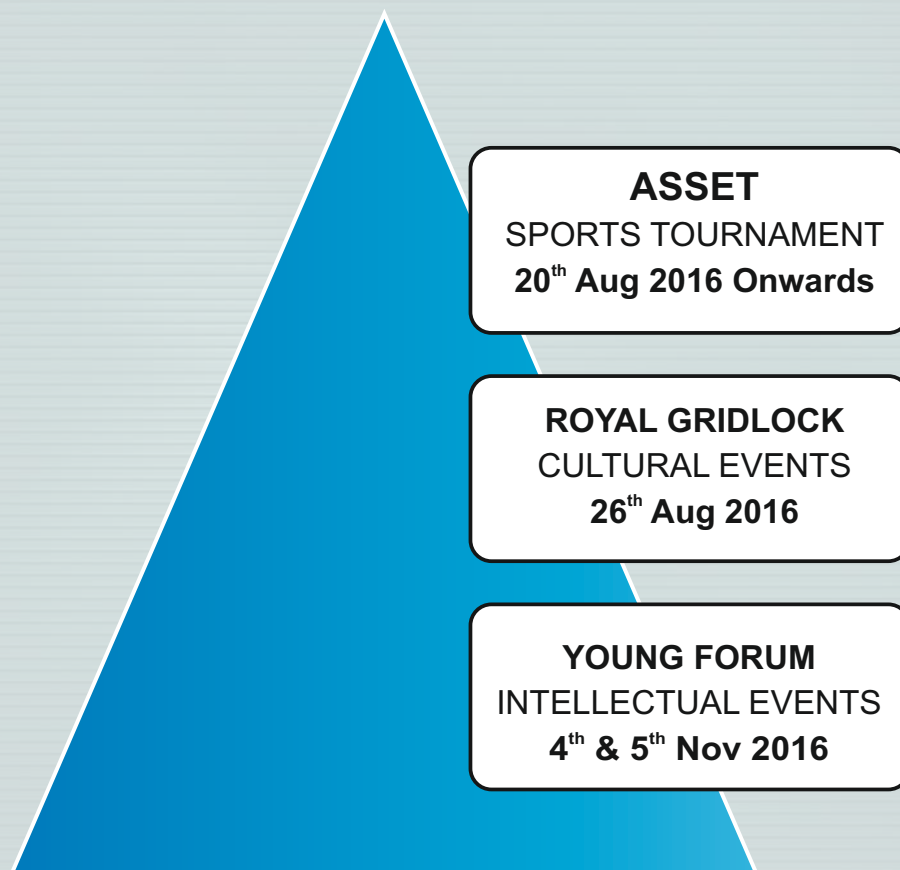 ASSET
SPORTS TOURNAMENT
20th Aug 2016 Onwards
ROYAL GRIDLOCK
CULTURAL EVENTS
26th Aug 2016
YOUNG FORUM
INTELLECTUAL EVENTS
4th & 5th Nov 2016